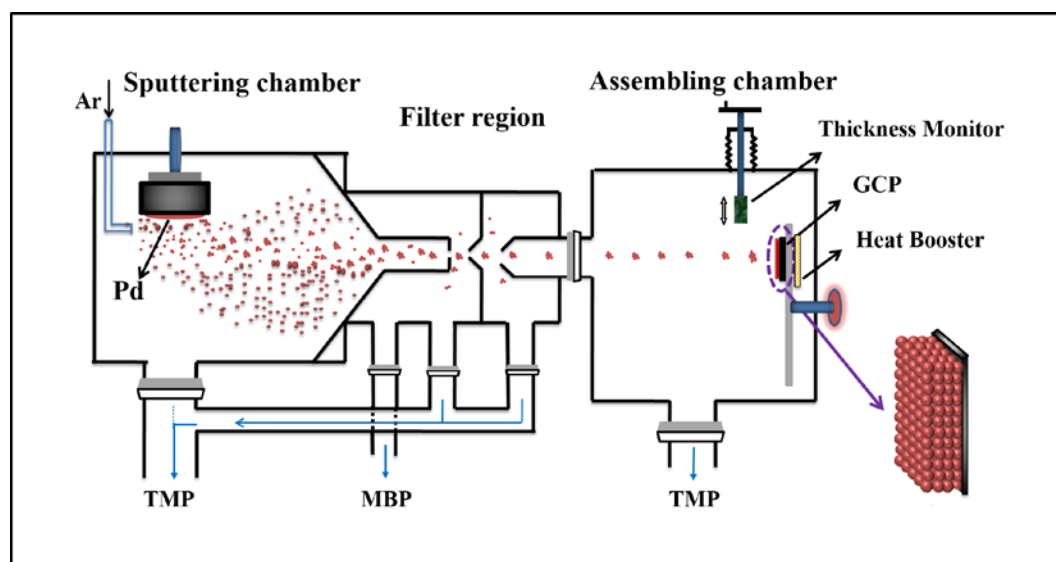 Sputtering chamber
Ar
Filter region
Assembling chamber
Thickness Monitor
GCP
Heat Booster
Pd
TMP
MBP
TMP